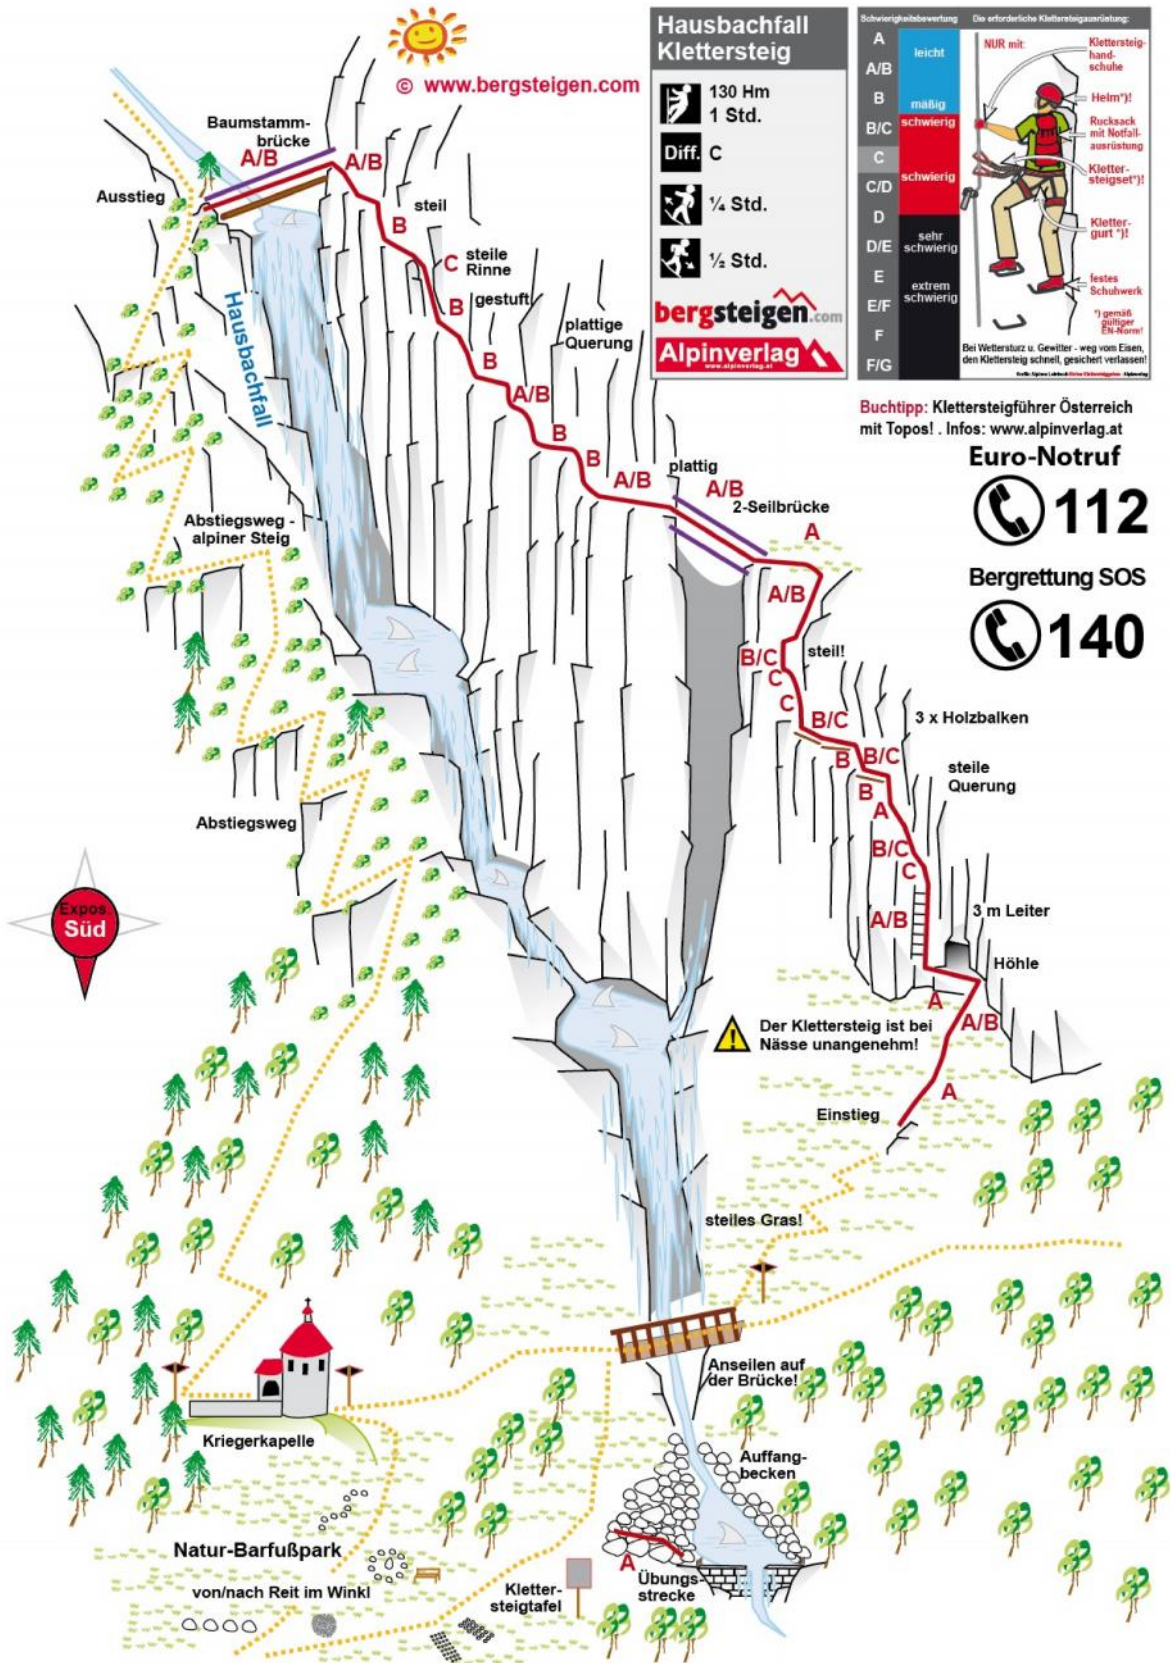 © www.bergsteigen.com
Hausbachfall
Klettersteig
130 Hm
1 Std.
Diff. C
¼ Std.
½ Std.
bergsteigen.com
Alpinverlag
www.alpinverlag.at
Schwierigkeitsbewertung
Die erforderliche Klettersteigausrüstung:
A
A/B
B
B/C
C
C/D
D
D/E
E
E/F
F
F/G
leicht
mäßig
schwierig
schwierig
sehr
schwierig
extrem
schwierig
NUR mit:
Klettersteig-
hand-
schuhe
Helm*)!
Rucksack
mit Notfall-
ausrüstung
Kletter-
steigset*)!
Kletter-
gurt *)!
festes
Schuhwerk
*) gemäß
gültiger
EN-Norm!
Bei Wettersturz u. Gewitter - weg vom Eisen,
den Klettersteig schnell, gesichert verlassen!
Buchtipp: Klettersteigführer Österreich
mit Topos! . Infos: www.alpinverlag.at
Euro-Notruf
112
Bergrettung SOS
140
Baumstamm-
brücke
A/B
A/B
Ausstieg
steil
B
C
steile
Rinne
B
gestuft
Hausbachfall
plattige
Querung
B
A/B
B
B
A/B
plattig
A/B
2-Seilbrücke
A
Abstiegsweg -
alpiner Steig
A/B
B/C
steil!
C
C
B/C
3 x Holzbalken
B
B/C
steile
Querung
B
A
Abstiegsweg
B/C
C
Expos.
Süd
A/B
3 m Leiter
Höhle
A
A/B
Der Klettersteig ist bei
Nässe unangenehm!
A
Einstieg
steiles Gras!
Anseilen auf
der Brücke!
Kriegerkapelle
Auffang-
becken
Natur-Barfußpark
von/nach Reit im Winkl
A
Kletter-
steigtafel
Übungs-
strecke